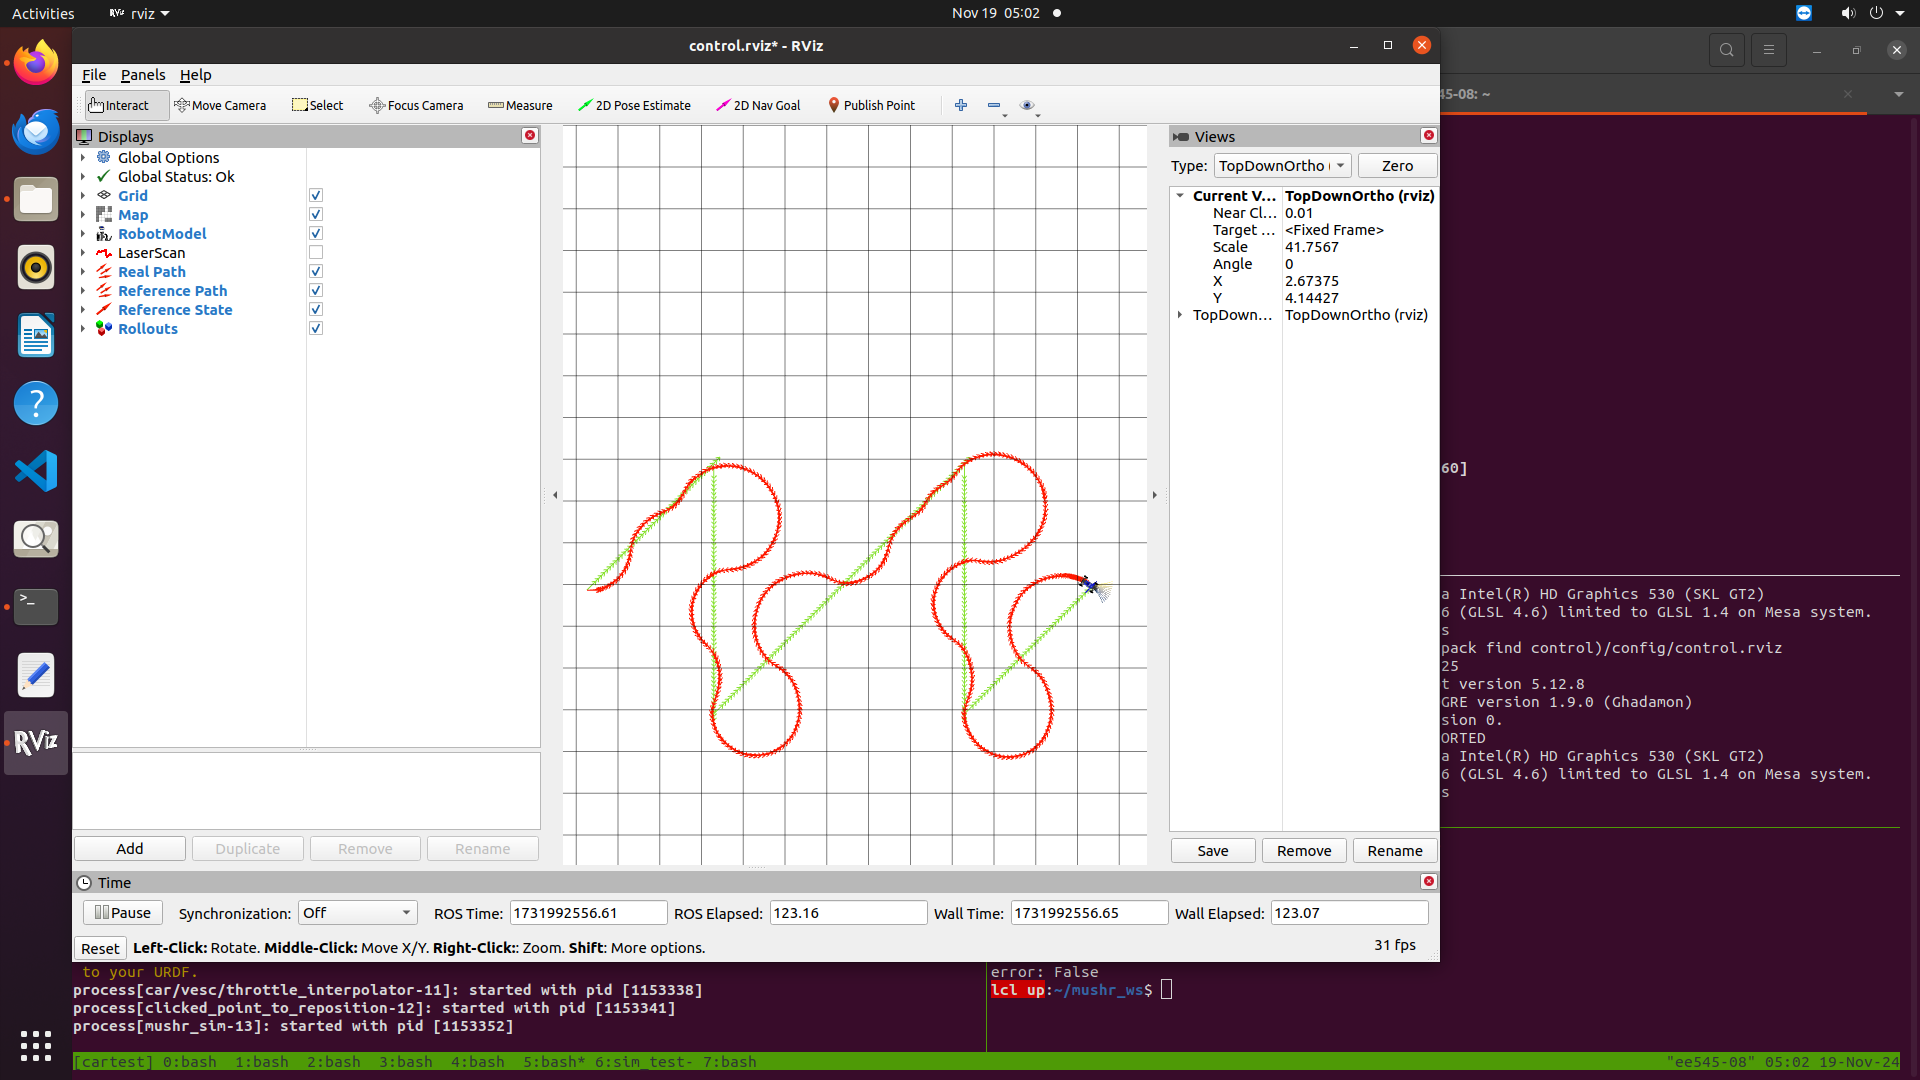 Activities
rviz
Nov 19 05:02
control.rviz* - RViz
File Panels Help
Interact
Move Camera
Select
Focus Camera
Measure
2D Pose Estimate
2D Nav Goal
Publish Point
45-08: ~
Displays
Global Options
Global Status: Ok
Grid
Map
RobotModel
LaserScan
Real Path
Reference Path
Reference State
Rollouts
Add
Duplicate
Remove
Rename
Views
Type: TopDownOrtho (
Zero
Current V... TopDownOrtho (rviz)
Near Cl... 0.01
Target ... <Fixed Frame>
Scale 41.7567
Angle 0
X 2.67375
Y 4.14427
TopDown... TopDownOrtho (rviz)
Save
Remove
Rename
60]
a Intel(R) HD Graphics 530 (SKL GT2)
6 (GLSL 4.6) limited to GLSL 1.4 on Mesa system.
s
pack find control)/config/control.rviz
25
t version 5.12.8
GRE version 1.9.0 (Ghadamon)
sion 0.
ORTED
a Intel(R) HD Graphics 530 (SKL GT2)
6 (GLSL 4.6) limited to GLSL 1.4 on Mesa system.
s
RViz
Time
Pause
Synchronization: Off
ROS Time: 1731992556.61
ROS Elapsed: 123.16
Wall Time: 1731992556.65
Wall Elapsed: 123.07
Reset
Left-Click: Rotate. Middle-Click: Move X/Y. Right-Click:: Zoom. Shift: More options.
31 fps
to your URDF.
process[car/vesc/throttle_interpolator-11]: started with pid [1153338]
process[clicked_point_to_reposition-12]: started with pid [1153341]
process[mushr_sim-13]: started with pid [1153352]
error: False
lcl up:~/mushr_ws$
[cartest] 0:bash 1:bash 2:bash 3:bash 4:bash 5:bash* 6:sim_test- 7:bash
"ee545-08" 05:02 19-Nov-24